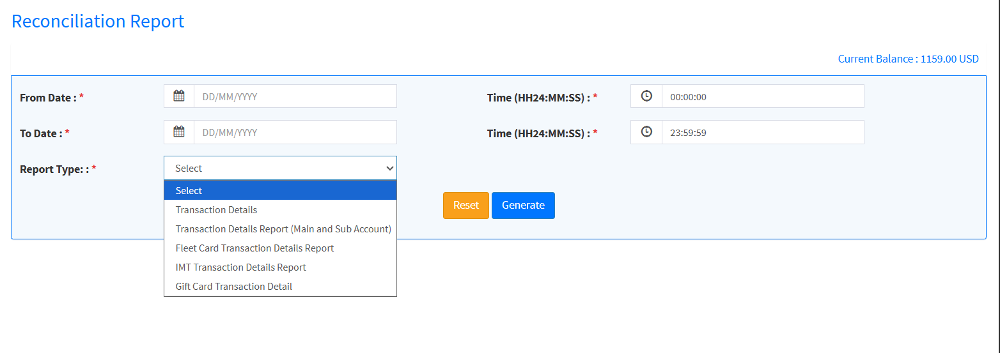 Reconciliation Report
Current Balance : 1159.00 USD
From Date : * DD/MM/YYYY Time (HH24:MM:SS) : * 00:00:00
To Date : * DD/MM/YYYY Time (HH24:MM:SS) : * 23:59:59
Report Type: : * Select
Select
Transaction Details
Transaction Details Report (Main and Sub Account)
Fleet Card Transaction Details Report
IMT Transaction Details Report
Gift Card Transaction Detail
Reset Generate